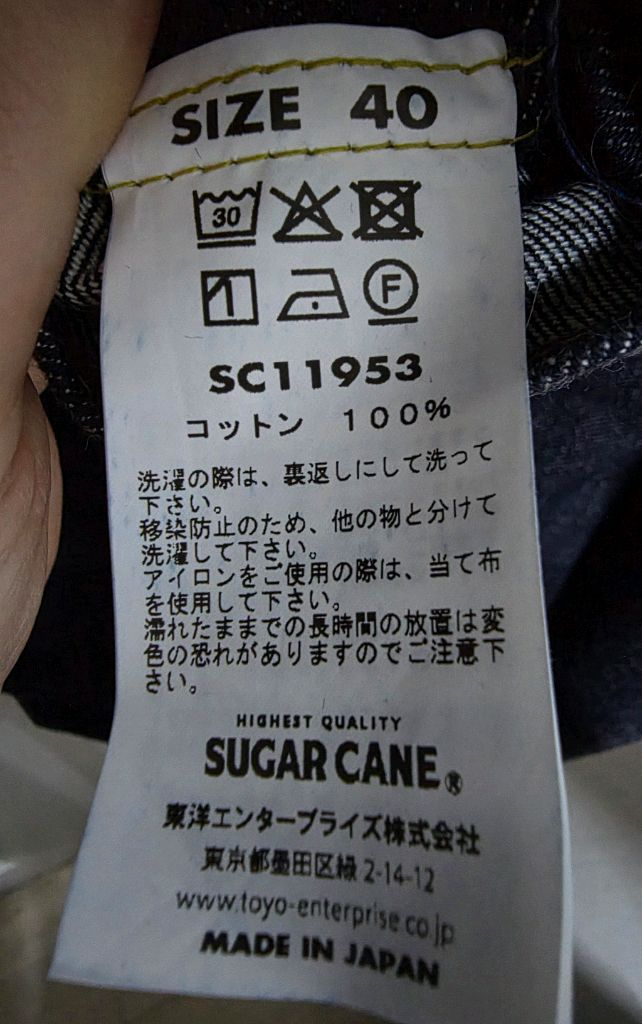 SIZE 40
30
F
SC11953
コットン 100%
洗濯の際は、裏返しにして洗って
下さい。
移染防止のため、他の物と分けて
洗濯して下さい。
アイロンをご使用の際は、当て布
を使用して下さい。
濡れたままでの長時間の放置は変
色の恐れがありますのでご注意下
さい。
HIGHEST QUALITY
SUGAR CANE®
東洋エンタープライズ株式会社
東京都墨田区緑 2-14-12
www.toyo-enterprise.co.jp
MADE IN JAPAN